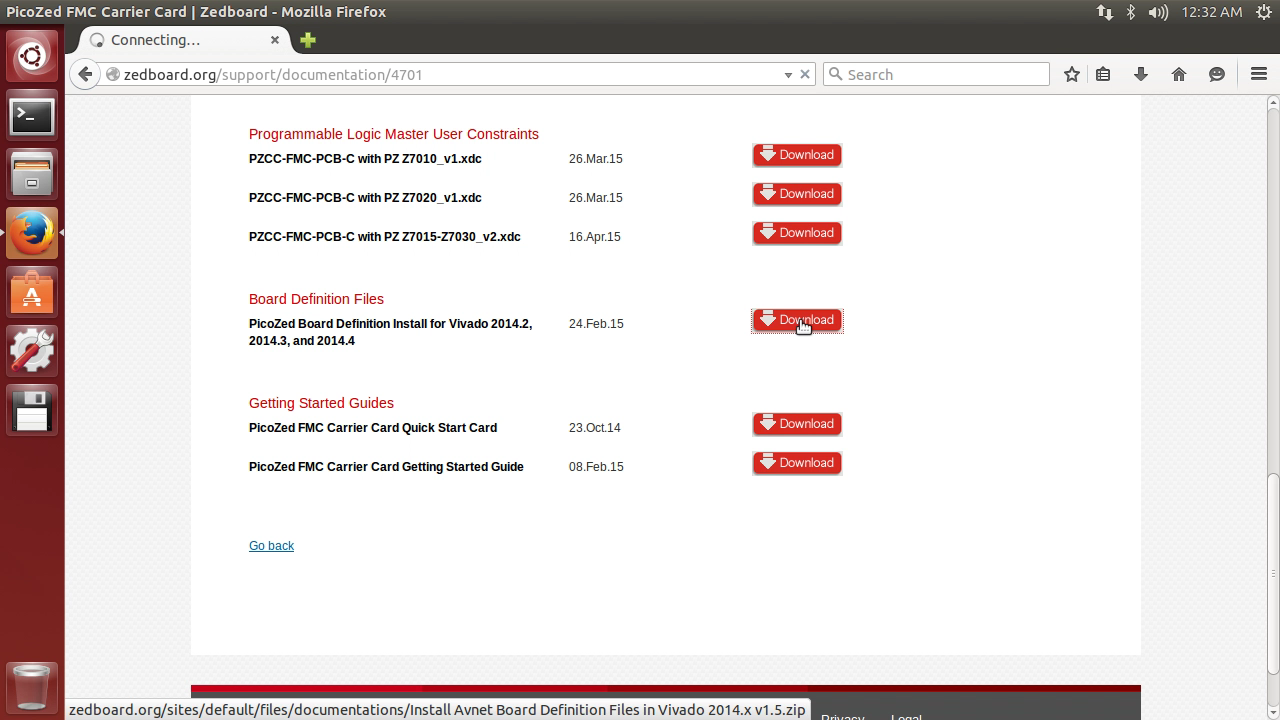 PicoZed FMC Carrier Card | Zedboard - Mozilla Firefox
12:32 AM
Connecting…
zedboard.org/support/documentation/4701
Search
Programmable Logic Master User Constraints
PZCC-FMC-PCB-C with PZ Z7010_v1.xdc 26.Mar.15 Download
PZCC-FMC-PCB-C with PZ Z7020_v1.xdc 26.Mar.15 Download
PZCC-FMC-PCB-C with PZ Z7015-Z7030_v2.xdc 16.Apr.15 Download
Board Definition Files
PicoZed Board Definition Install for Vivado 2014.2, 24.Feb.15 Download
2014.3, and 2014.4
Getting Started Guides
PicoZed FMC Carrier Card Quick Start Card 23.Oct.14 Download
PicoZed FMC Carrier Card Getting Started Guide 08.Feb.15 Download
Go back
zedboard.org/sites/default/files/documentations/Install Avnet Board Definition Files in Vivado 2014.x v1.5.zip
Privacy Legal